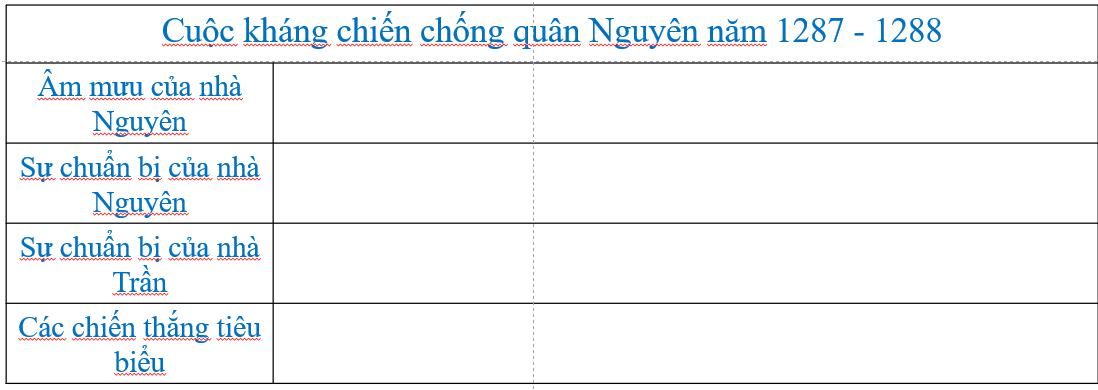 Cuộc kháng chiến chống quân Nguyên năm 1287 - 1288
Âm mưu của nhà
Nguyên
Sự chuẩn bị của nhà
Nguyên
Sự chuẩn bị của nhà
Trần
Các chiến thắng tiêu
biểu